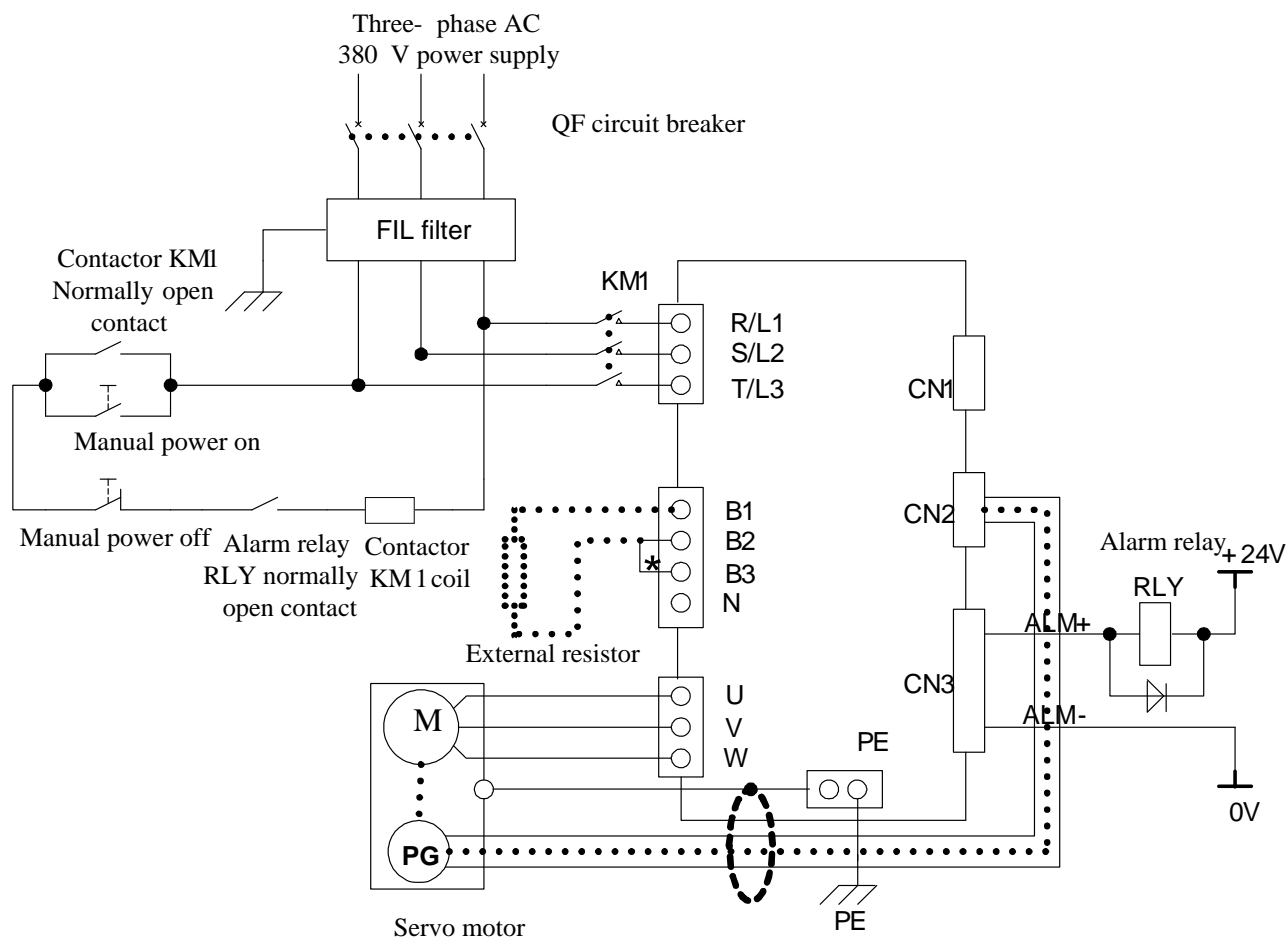 Three- phase AC
380 V power supply
QF circuit breaker
FIL filter
Contactor KM1
Normally open
contact
KM1
R/L1
S/L2
T/L3
CN1
Manual power on
B1
B2
B3
N
*
CN2
Manual power off
Alarm relay
RLY normally
open contact
Contactor
KM 1 coil
External resistor
Alarm relay
+24V
RLY
ALM+
CN3
ALM-
0V
U
V
W
M
PG
PE
PE
Servo motor